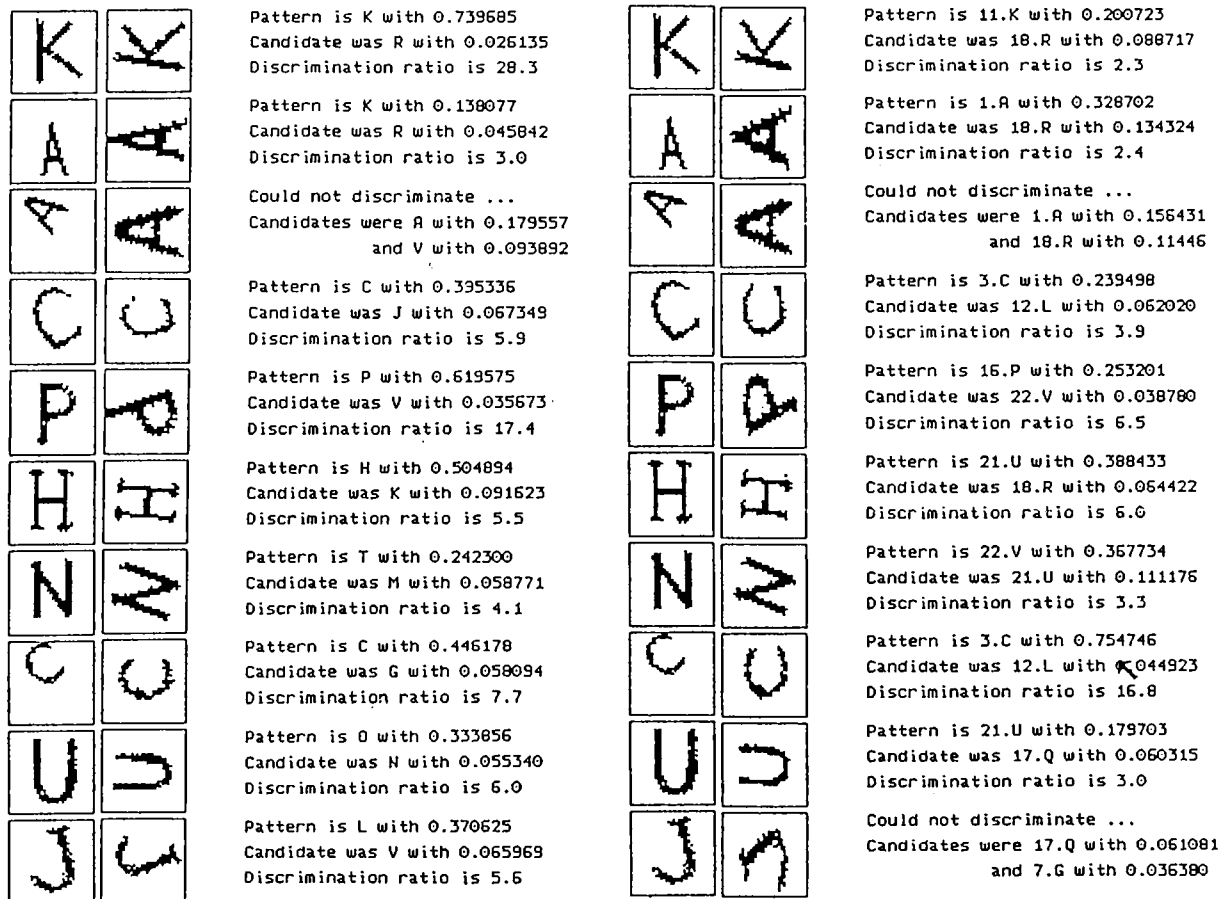 Pattern is K with 0.739685
Candidate was R with 0.026135
Discrimination ratio is 28.3
Pattern is K with 0.138077
Candidate was R with 0.045842
Discrimination ratio is 3.0
Could not discriminate ...
Candidates were A with 0.179557
and V with 0.093892
Pattern is C with 0.395336
Candidate was J with 0.067349
Discrimination ratio is 5.9
Pattern is P with 0.619575
Candidate was V with 0.035673
Discrimination ratio is 17.4
Pattern is H with 0.504894
Candidate was K with 0.091623
Discrimination ratio is 5.5
Pattern is T with 0.242300
Candidate was M with 0.058771
Discrimination ratio is 4.1
Pattern is C with 0.446178
Candidate was G with 0.058094
Discrimination ratio is 7.7
Pattern is O with 0.333856
Candidate was N with 0.055340
Discrimination ratio is 6.0
Pattern is L with 0.370625
Candidate was V with 0.065969
Discrimination ratio is 5.6
Pattern is 11.K with 0.200723
Candidate was 18.R with 0.088717
Discrimination ratio is 2.3
Pattern is 1.A with 0.328702
Candidate was 18.R with 0.134324
Discrimination ratio is 2.4
Could not discriminate ...
Candidates were 1.A with 0.156431
and 18.R with 0.11446
Pattern is 3.C with 0.239498
Candidate was 12.L with 0.062020
Discrimination ratio is 3.9
Pattern is 16.P with 0.253201
Candidate was 22.V with 0.038780
Discrimination ratio is 6.5
Pattern is 21.U with 0.388433
Candidate was 18.R with 0.064422
Discrimination ratio is 6.0
Pattern is 22.V with 0.367734
Candidate was 21.U with 0.111176
Discrimination ratio is 3.3
Pattern is 3.C with 0.754746
Candidate was 12.L with 0.044923
Discrimination ratio is 16.8
Pattern is 21.U with 0.179703
Candidate was 17.Q with 0.060315
Discrimination ratio is 3.0
Could not discriminate ...
Candidates were 17.Q with 0.061081
and 7.G with 0.036380